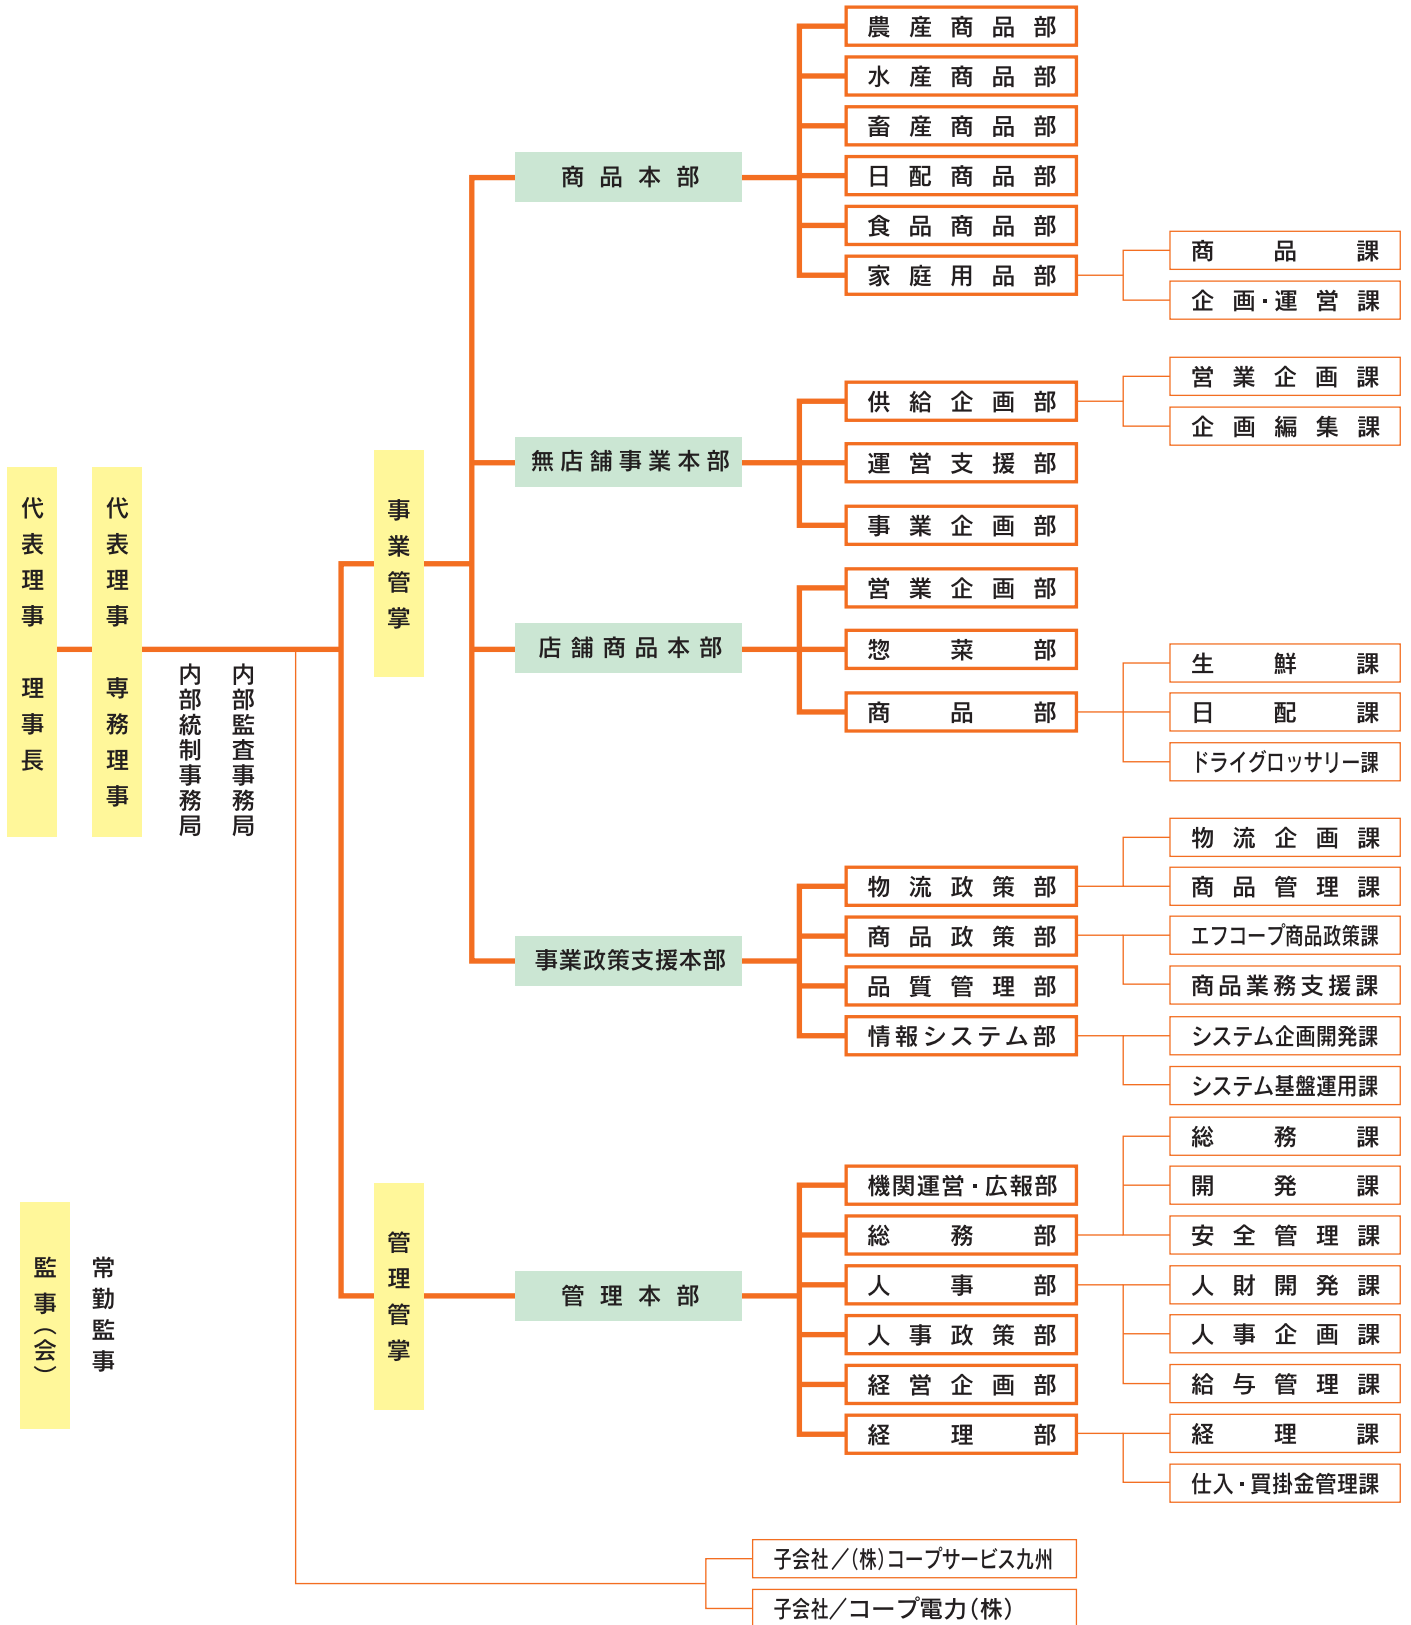 代表理事 理事長
代表理事 専務理事
内部統制事務局
内部監査事務局
監事（会）
常勤監事
事業管掌
商品本部
農産商品部
水産商品部
畜産商品部
日配商品部
食品商品部
家庭用品部
商品課
企画・運営課
無店舗事業本部
供給企画部
営業企画課
企画編集課
運営支援部
事業企画部
店舗商品本部
営業企画部
惣菜部
商品部
生鮮課
日配課
ドライグロッサリー課
事業政策支援本部
物流政策部
物流企画課
商品管理課
商品政策部
エフコープ商品政策課
商品業務支援課
品質管理部
情報システム部
システム企画開発課
システム基盤運用課
管理管掌
管理本部
機関運営・広報部
総務部
総務課
開発課
安全管理課
人事部
人財開発課
人事企画課
給与管理課
人事政策部
経営企画部
経理部
経理課
仕入・買掛金管理課
子会社／（株）コープサービス九州
子会社／コープ電力（株）